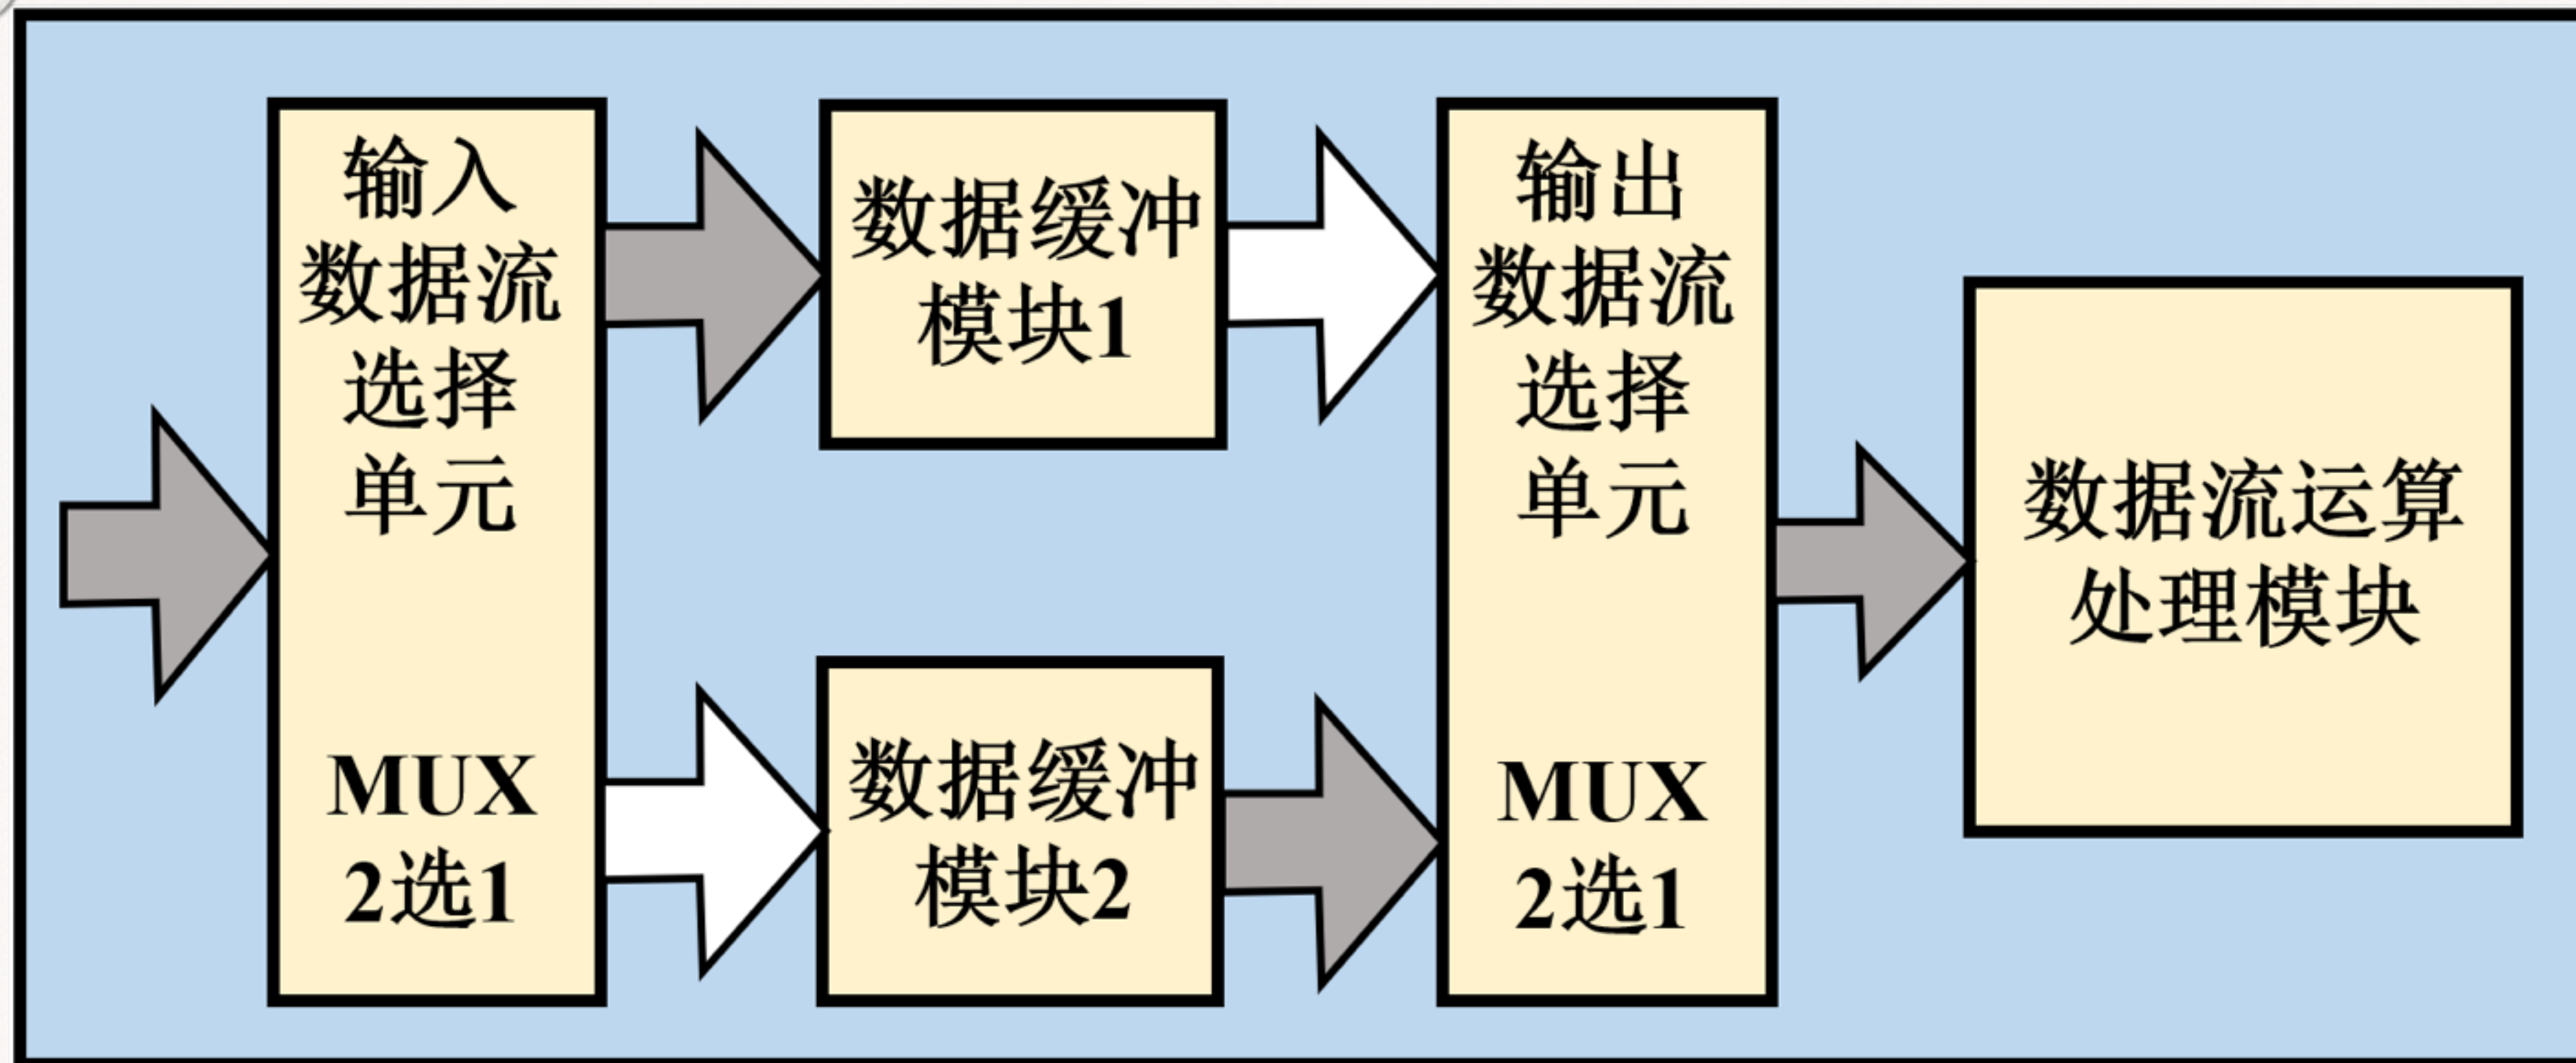 输入
数据流
选择
单元
MUX
2选1
数据缓冲
模块1
数据缓冲
模块2
输出
数据流
选择
单元
MUX
2选1
数据流运算
处理模块